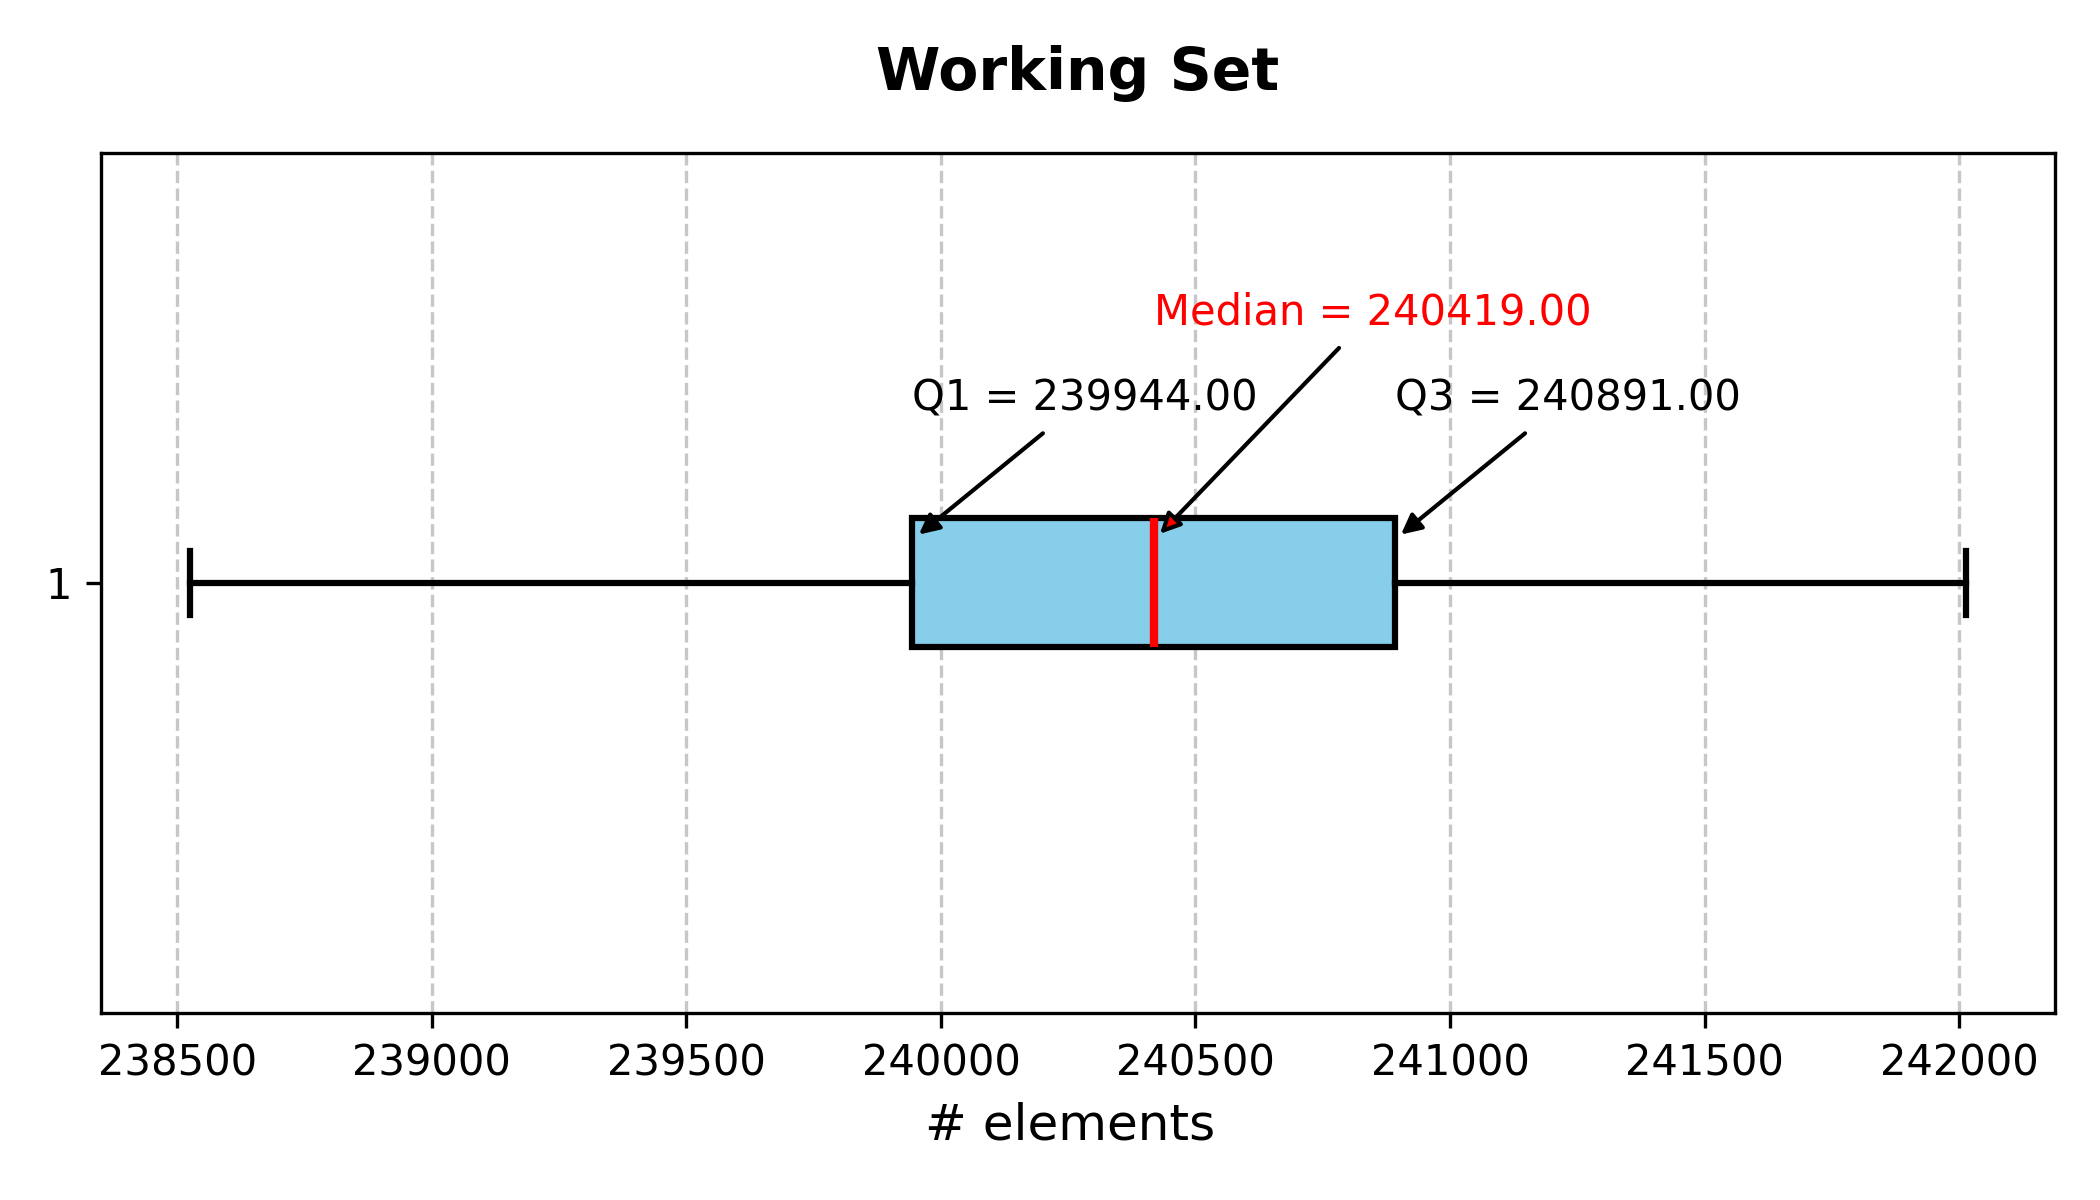 Working Set
Median = 240419.00
Q1 = 239944.00
Q3 = 240891.00
1
238500 239000 239500 240000 240500 241000 241500 242000
# elements